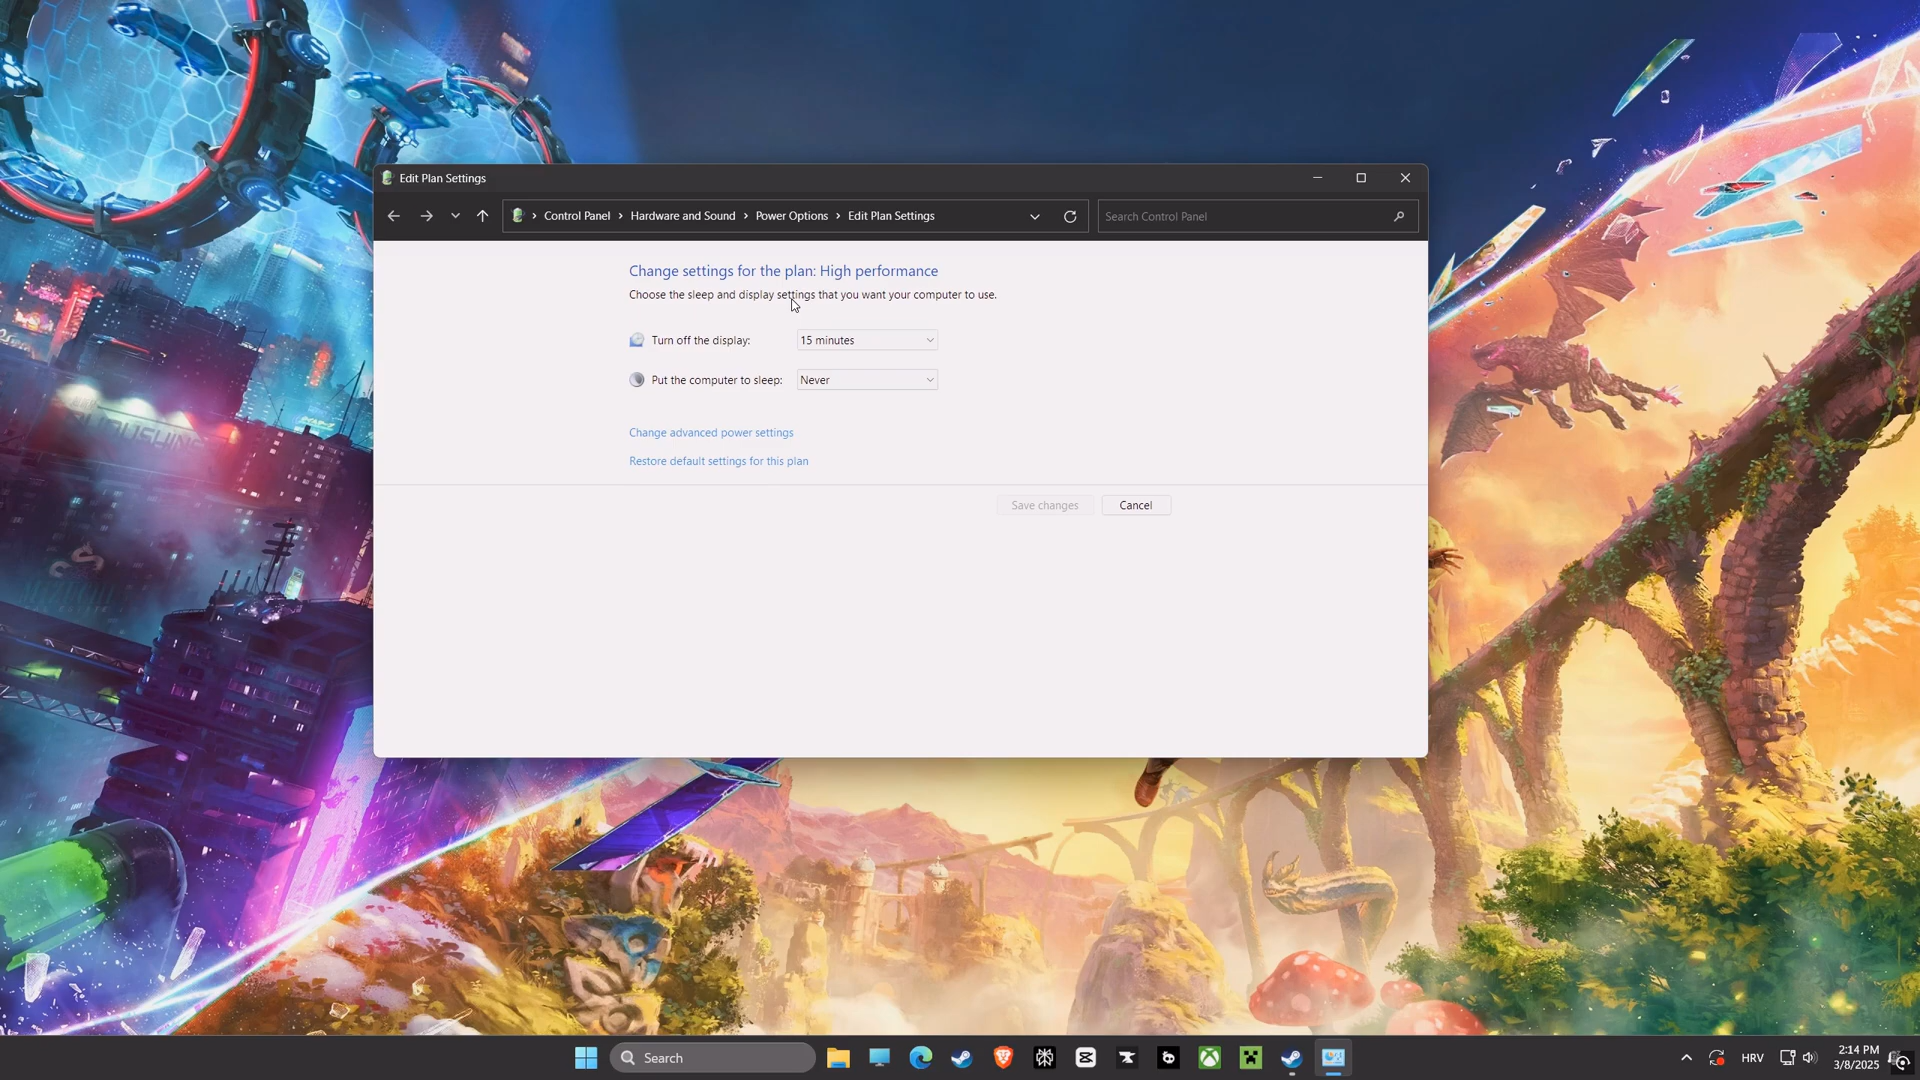 Edit Plan Settings
Control Panel > Hardware and Sound > Power Options > Edit Plan Settings
Search Control Panel
Change settings for the plan: High performance
Choose the sleep and display settings that you want your computer to use.
Turn off the display: 15 minutes
Put the computer to sleep: Never
Change advanced power settings
Restore default settings for this plan
Save changes Cancel
Search
HRV
2:14 PM
3/8/2025